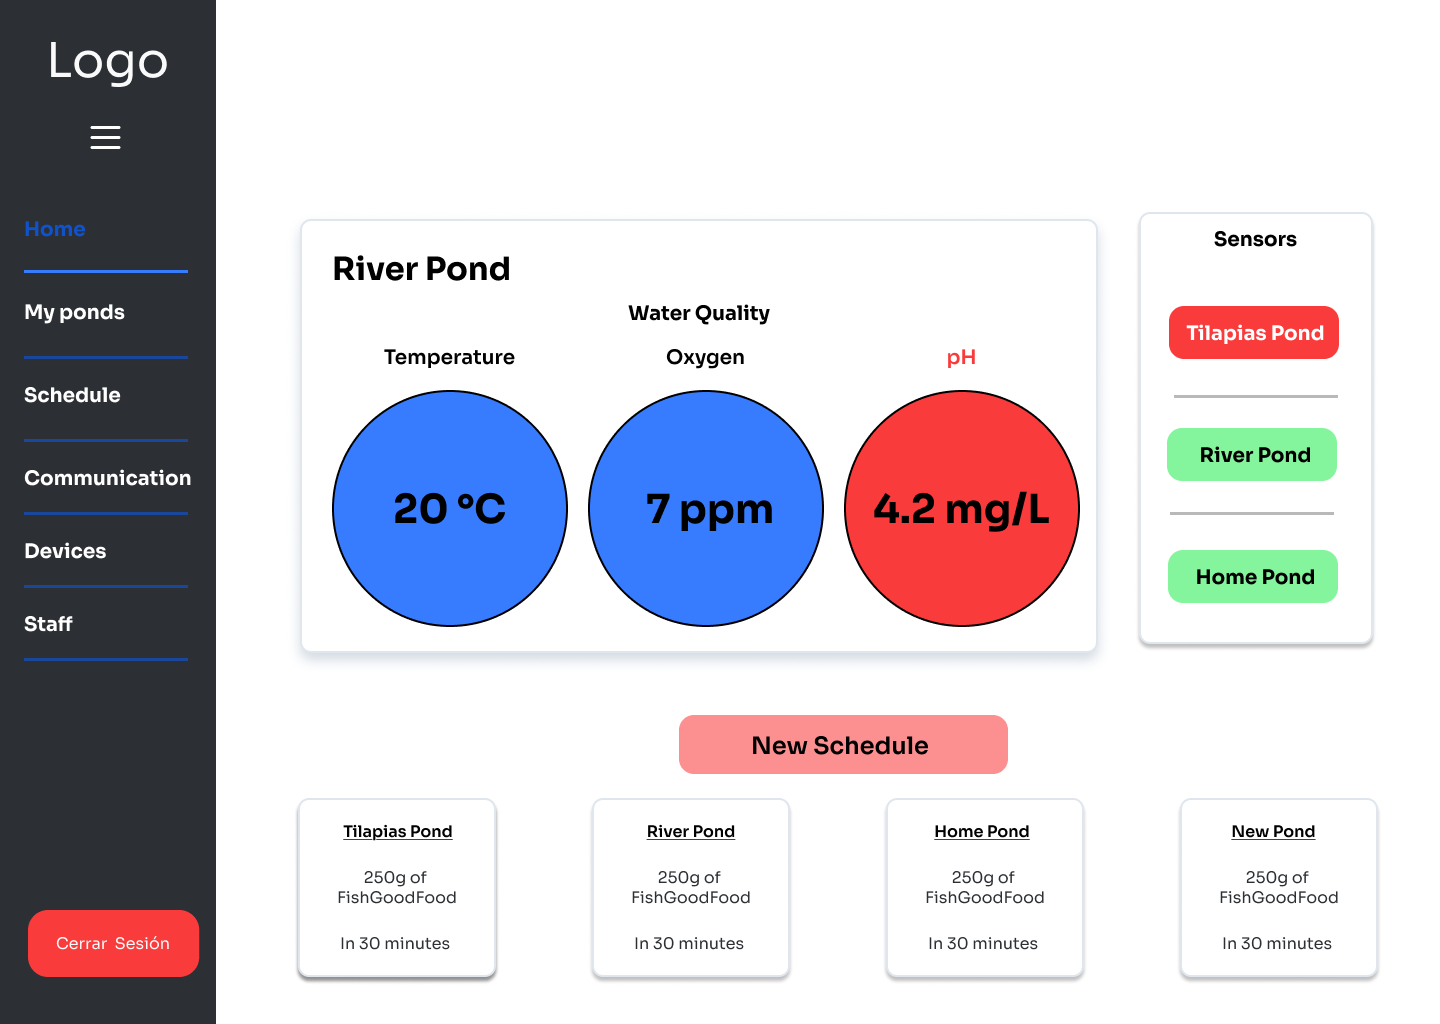 Logo
Home
My ponds
Schedule
Communication
Devices
Staff
Cerrar Sesión
River Pond
Water Quality
Temperature
Oxygen
pH
20 °C
7 ppm
4.2 mg/L
Sensors
Tilapias Pond
River Pond
Home Pond
New Schedule
Tilapias Pond
250g of
FishGoodFood
In 30 minutes
River Pond
250g of
FishGoodFood
In 30 minutes
Home Pond
250g of
FishGoodFood
In 30 minutes
New Pond
250g of
FishGoodFood
In 30 minutes